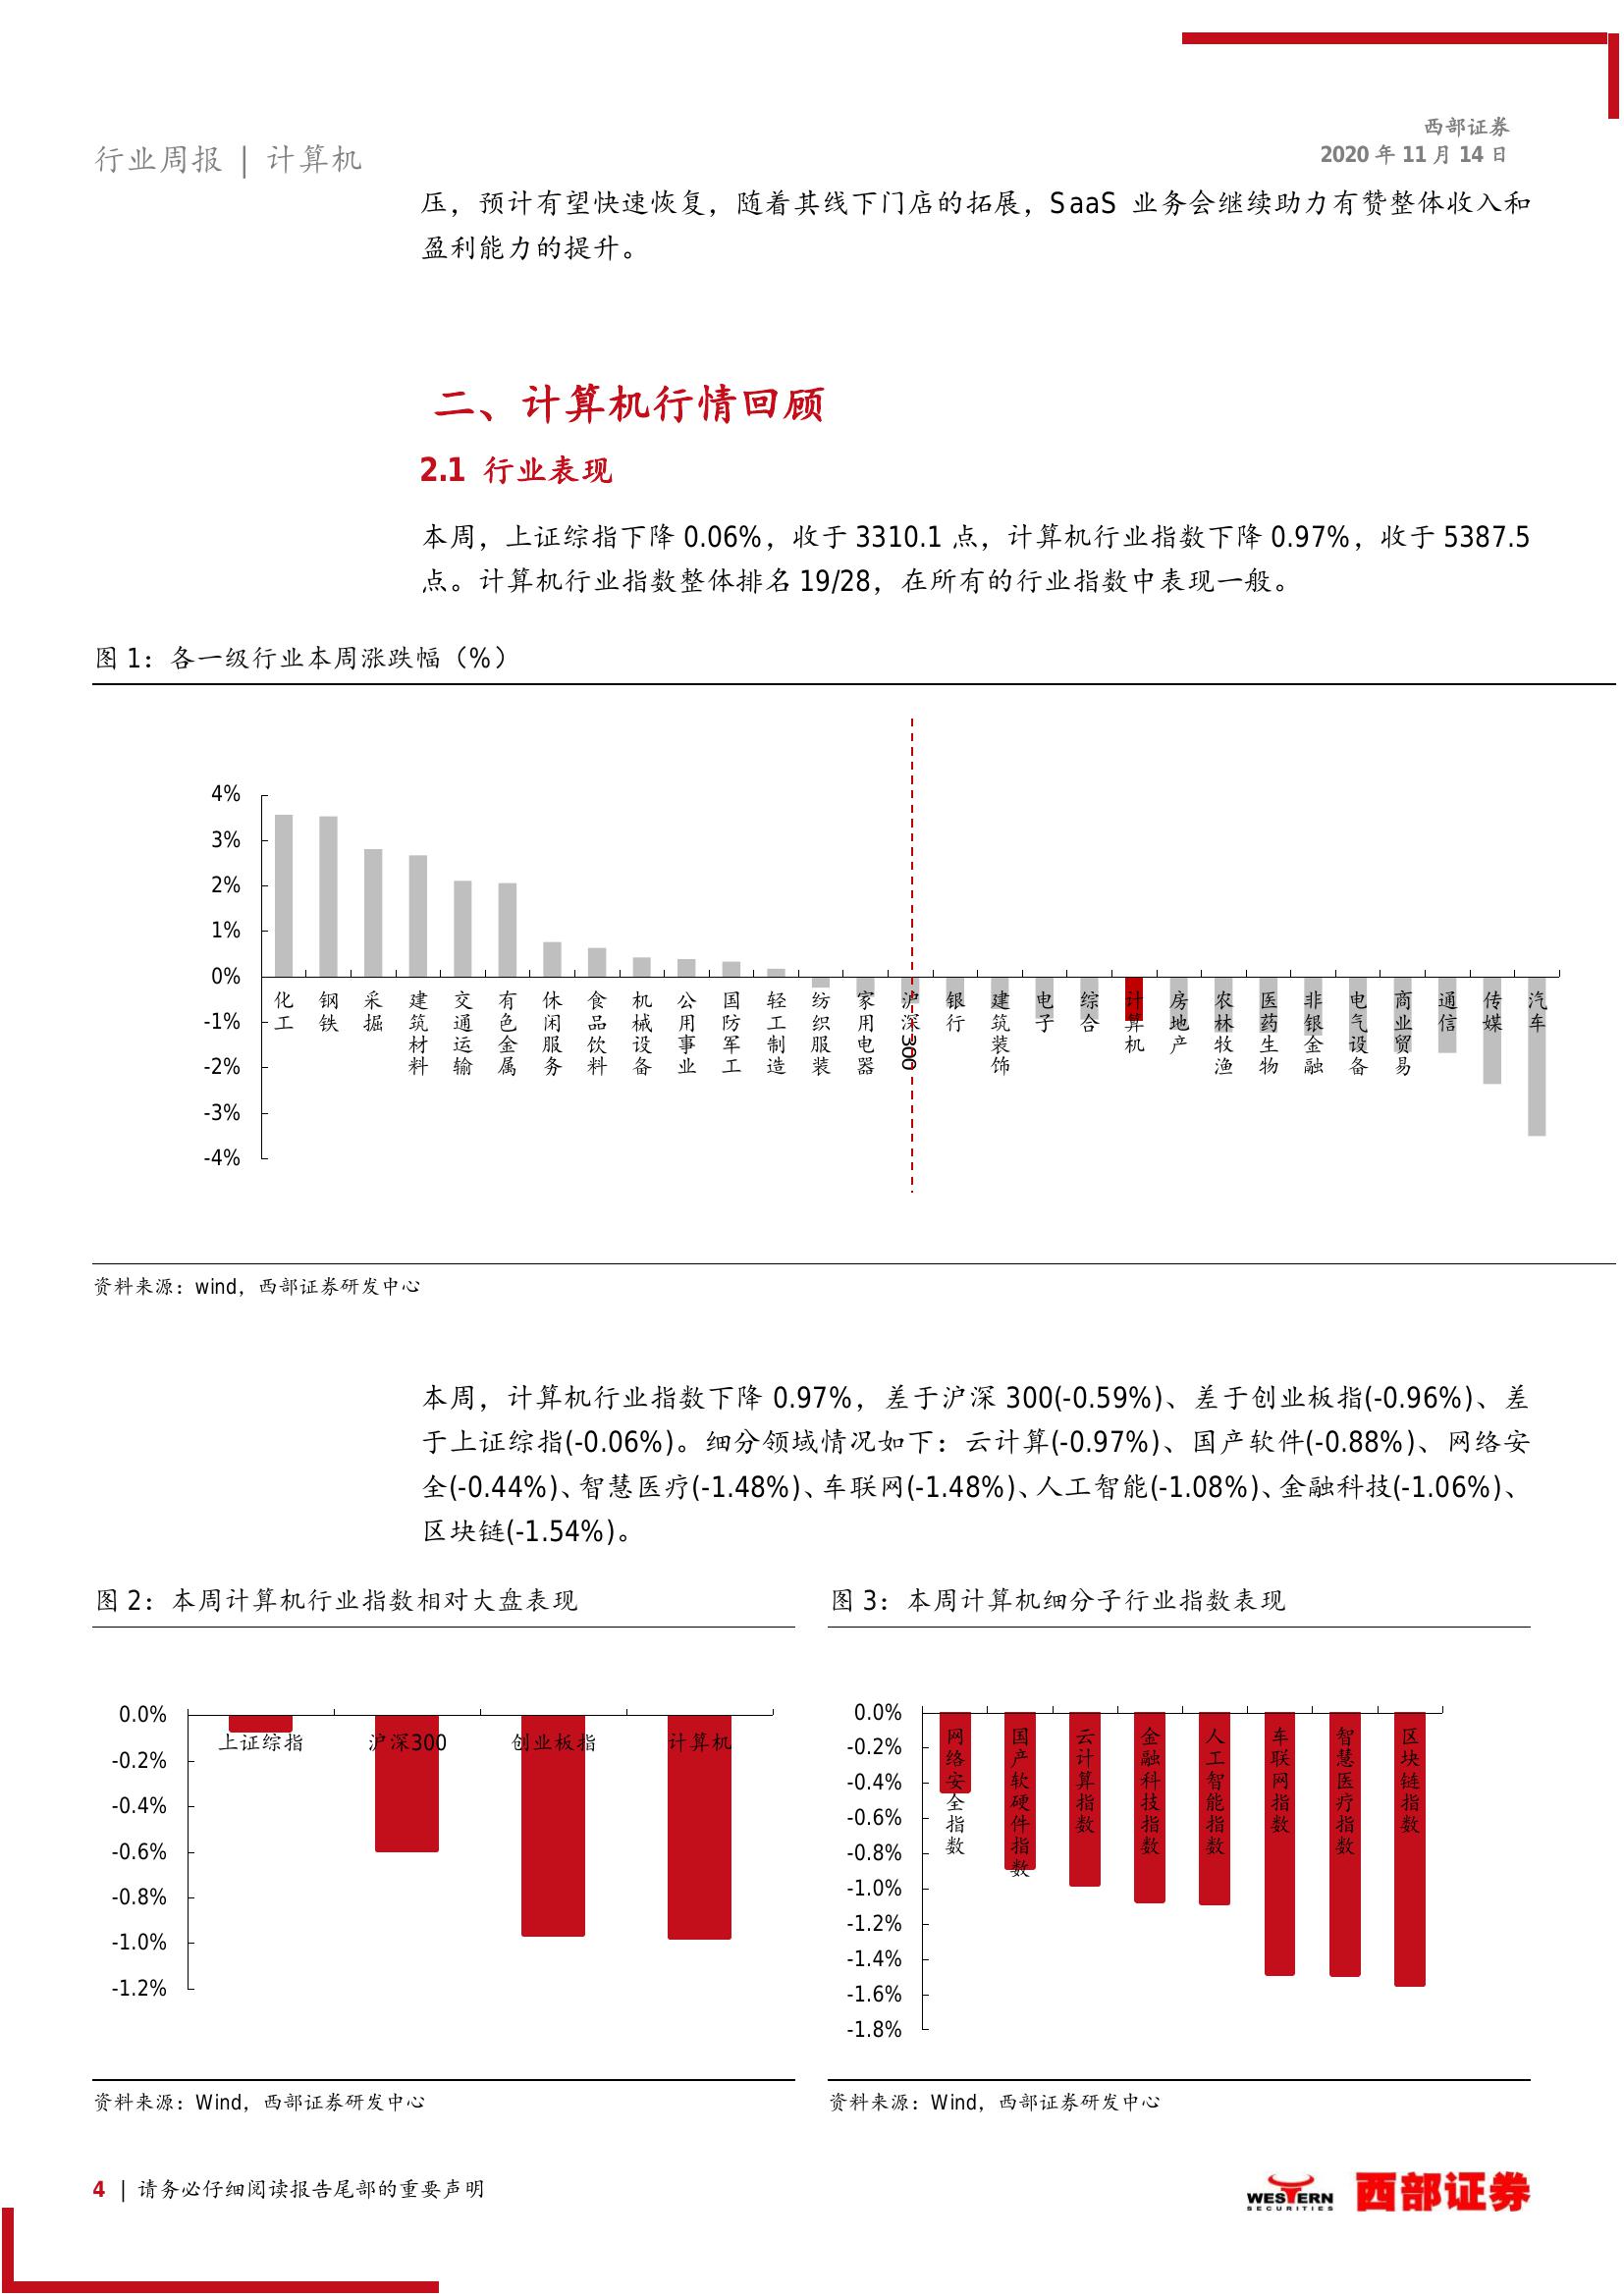 西部证券
2020 年 11 月 14 日
行业周报 | 计算机
压，预计有望快速恢复，随着其线下门店的拓展，SaaS 业务会继续助力有赞整体收入和
盈利能力的提升。
二、计算机行情回顾
2.1 行业表现
本周，上证综指下降 0.06%，收于 3310.1 点，计算机行业指数下降 0.97%，收于 5387.5
点。计算机行业指数整体排名 19/28，在所有的行业指数中表现一般。
图 1：各一级行业本周涨跌幅（%）
4%
3%
2%
1%
0%
-1%
-2%
-3%
-4%
化工
钢铁
采掘
建筑材料
交通运输
有色金属
休闲服务
食品饮料
机械设备
公用事业
国防军工
轻工制造
纺织服装
家用电器
沪深300
银行
建筑装饰
电子
综合
计算机
房地产
农林牧渔
医药生物
非银金融
电气设备
商业贸易
通信
传媒
汽车
资料来源：wind，西部证券研发中心
本周，计算机行业指数下降 0.97%，差于沪深 300(-0.59%)、差于创业板指(-0.96%)、差
于上证综指(-0.06%)。细分领域情况如下：云计算(-0.97%)、国产软件(-0.88%)、网络安
全(-0.44%)、智慧医疗(-1.48%)、车联网(-1.48%)、人工智能(-1.08%)、金融科技(-1.06%)、
区块链(-1.54%)。
图 2：本周计算机行业指数相对大盘表现
0.0%
-0.2%
-0.4%
-0.6%
-0.8%
-1.0%
-1.2%
上证综指
沪深300
创业板指
计算机
资料来源：Wind，西部证券研发中心
图 3：本周计算机细分子行业指数表现
0.0%
-0.2%
-0.4%
-0.6%
-0.8%
-1.0%
-1.2%
-1.4%
-1.6%
-1.8%
网络安全指数
国产软硬件指数
云计算指数
金融科技指数
人工智能指数
车联网指数
智慧医疗指数
区块链指数
资料来源：Wind，西部证券研发中心
4 | 请务必仔细阅读报告尾部的重要声明
WESTERN
SECURITIES
西部证券